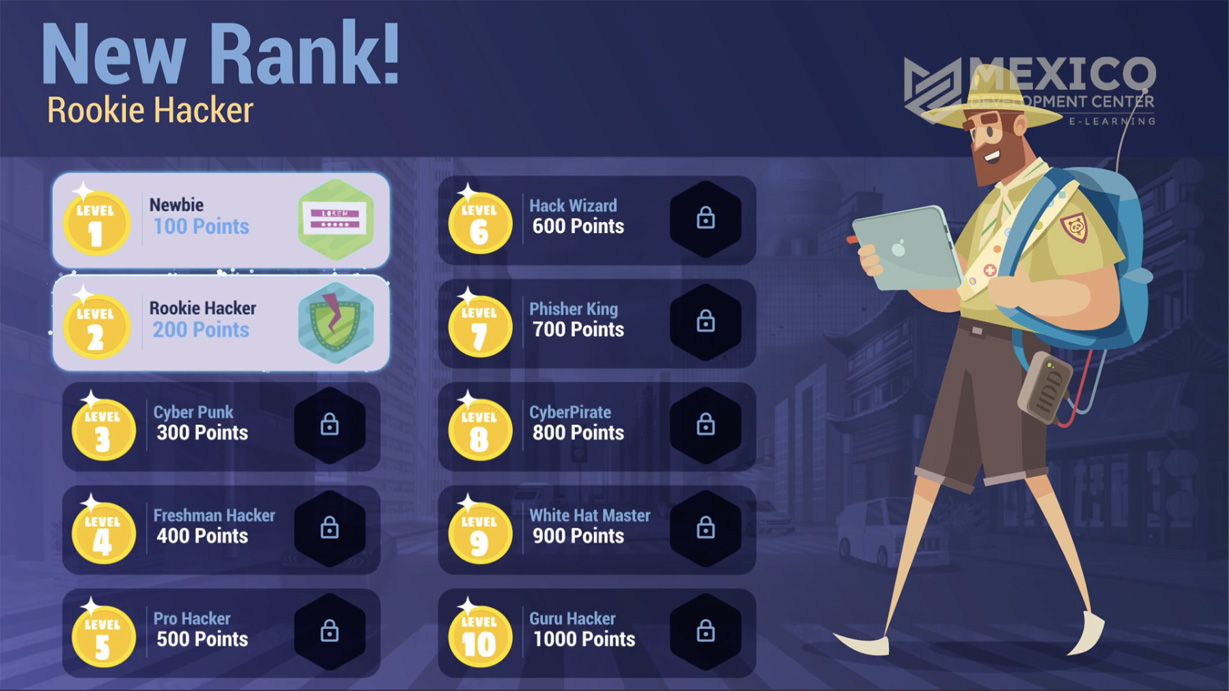 New Rank!
Rookie Hacker
MEXICO
DEVELOPMENT CENTER
E-LEARNING
LEVEL
1
Newbie
100 Points
LOREM
LEVEL
2
Rookie Hacker
200 Points
LEVEL
3
Cyber Punk
300 Points
LEVEL
4
Freshman Hacker
400 Points
LEVEL
5
Pro Hacker
500 Points
LEVEL
6
Hack Wizard
600 Points
LEVEL
7
Phisher King
700 Points
LEVEL
8
CyberPirate
800 Points
LEVEL
9
White Hat Master
900 Points
LEVEL
10
Guru Hacker
1000 Points
HDD